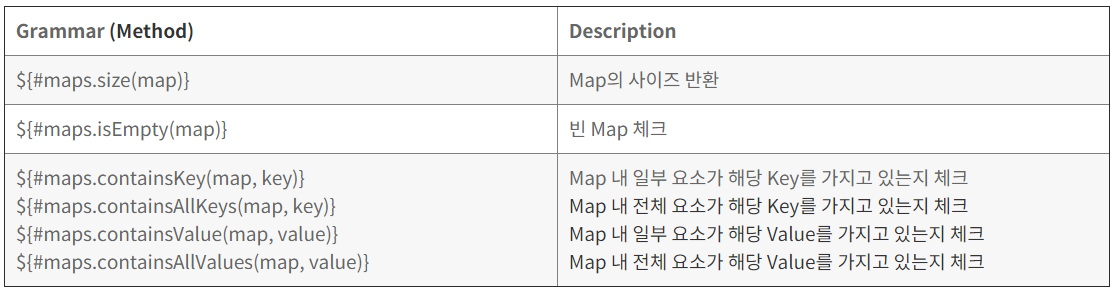 Grammar (Method) Description
${#maps.size(map)} Map의 사이즈 반환
${#maps.isEmpty(map)} 빈 Map 체크
${#maps.containsKey(map, key)} Map 내 일부 요소가 해당 Key를 가지고 있는지 체크
${#maps.containsAllKeys(map, key)} Map 내 전체 요소가 해당 Key를 가지고 있는지 체크
${#maps.containsValue(map, value)} Map 내 일부 요소가 해당 Value를 가지고 있는지 체크
${#maps.containsAllValues(map, value)} Map 내 전체 요소가 해당 Value를 가지고 있는지 체크